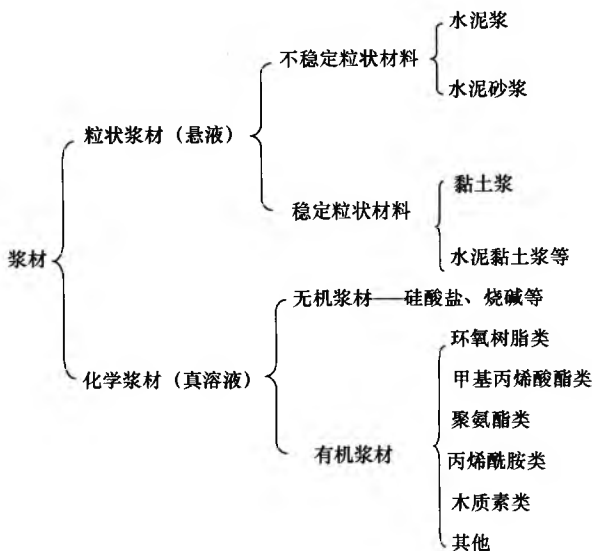 水泥浆
不稳定粒状材料
水泥砂浆
粒状浆材（悬液）
黏土浆
稳定粒状材料
水泥黏土浆等
浆材
无机浆材——硅酸盐、烧碱等
环氧树脂类
甲基丙烯酸酯类
化学浆材（真溶液）
聚氨酯类
有机浆材
丙烯酰胺类
木质素类
其他